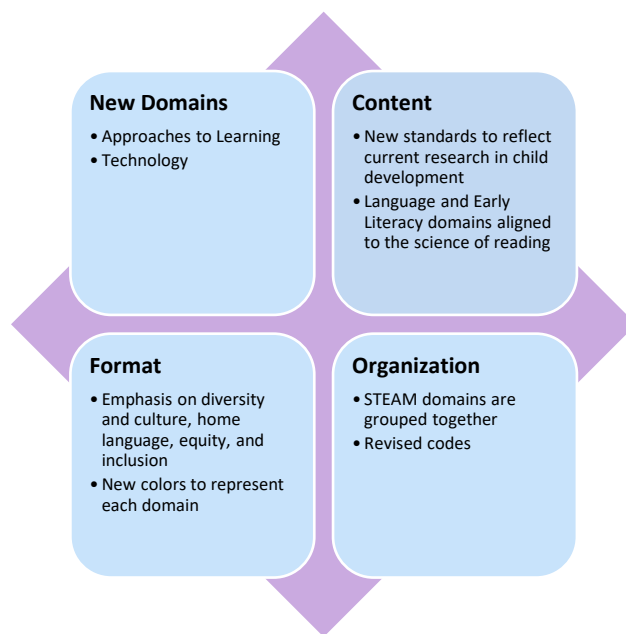 New Domains
• Approaches to Learning
• Technology
Content
• New standards to reflect
current research in child
development
• Language and Early
Literacy domains aligned
to the science of reading
Format
• Emphasis on diversity
and culture, home
language, equity, and
inclusion
• New colors to represent
each domain
Organization
• STEAM domains are
grouped together
• Revised codes